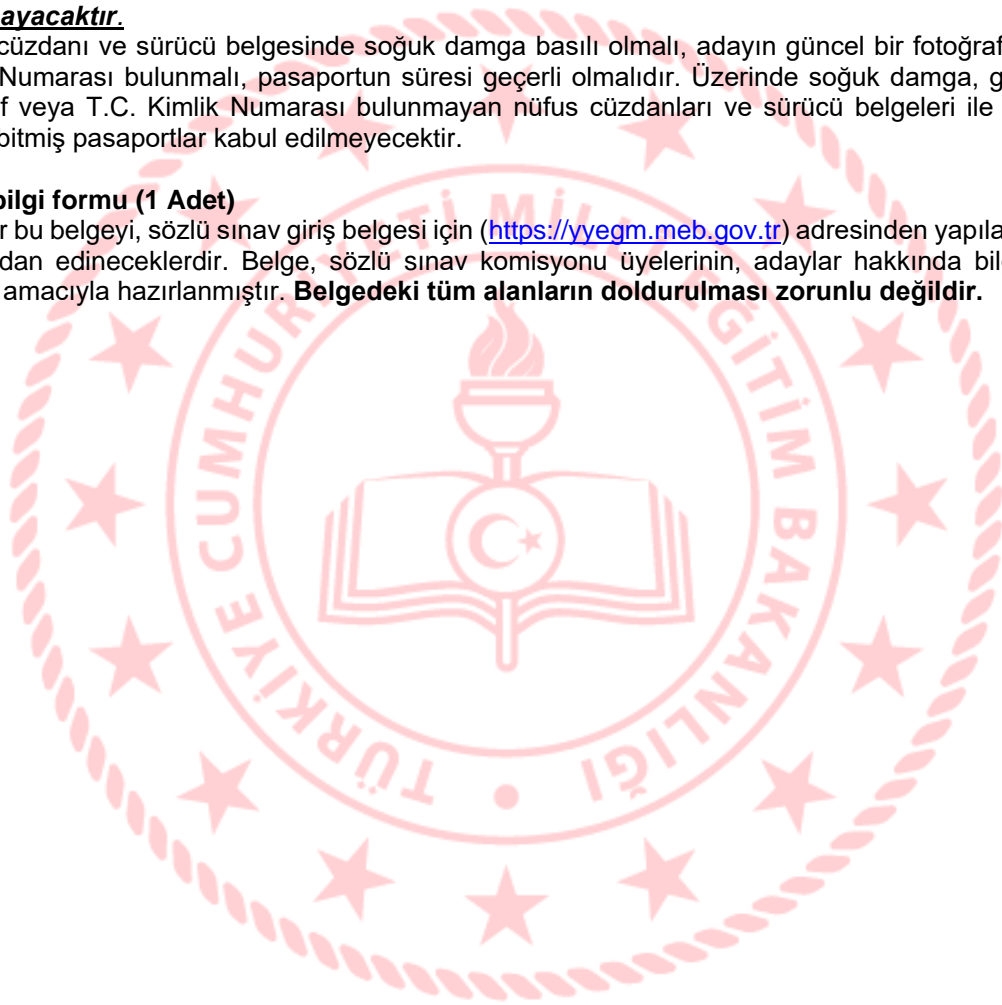 ayacaktır.
cüzdanı ve sürücü belgesinde soğuk damga basılı olmalı, adayın güncel bir fotoğraf
Numarası bulunmalı, pasaportun süresi geçerli olmalıdır. Üzerinde soğuk damga, g
f veya T.C. Kimlik Numarası bulunmayan nüfus cüzdanları ve sürücü belgeleri ile
bitmiş pasaportlar kabul edilmeyecektir.
bilgi formu (1 Adet)
r bu belgeyi, sözlü sınav giriş belgesi için (https://yyegm.meb.gov.tr) adresinden yapıla
dan edineceklerdir. Belge, sözlü sınav komisyonu üyelerinin, adaylar hakkında bil
amacıyla hazırlanmıştır. Belgedeki tüm alanların doldurulması zorunlu değildir.
TÜRKİYE CUMHURİYETİ MİLLÎ EĞİTİM BAKANLIĞI